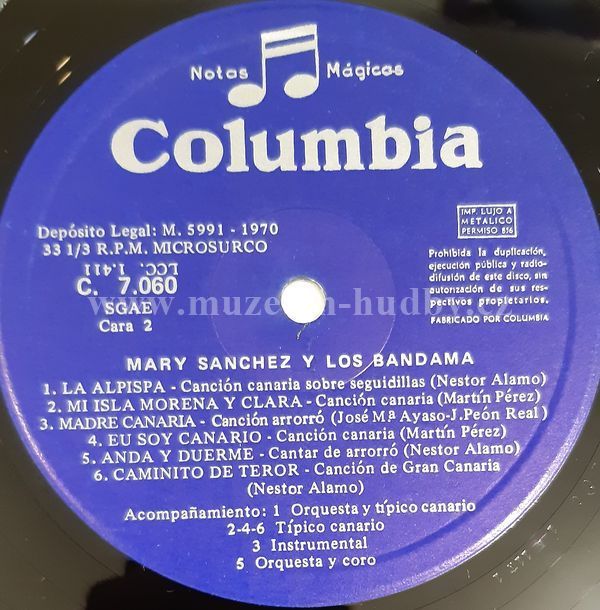 Notas Mágicas
Columbia
Depósito Legal: M. 5991 - 1970
33 1/3 R.P.M. MICROSURCO
LCC. 1.411
C. 7.060
SGAE
Cara 2
IMP. LUJO A
METALICO
PERMISO 856
Prohibida la duplicación,
ejecución pública y radio-
difusión de este disco, sin
autorización de sus res-
pectivos propietarios.
FABRICADO POR COLUMBIA
www.muzeum-hudby.cz
MARY SANCHEZ Y LOS BANDAMA
1. LA ALPISPA - Canción canaria sobre seguidillas (Nestor Alamo)
2. MI ISLA MORENA Y CLARA - Canción canaria (Martín Pérez)
3. MADRE CANARIA - Canción arrorró (José Mª Ayaso-J.Peón Real)
4. EU SOY CANARIO - Canción canaria (Martín Pérez)
5. ANDA Y DUERME - Cantar de arrorró (Nestor Alamo)
6. CAMINITO DE TEROR - Canción de Gran Canaria
(Nestor Alamo)
Acompañamiento: 1 Orquesta y típico canario
2-4-6 Típico canario
3 Instrumental
5 Orquesta y coro